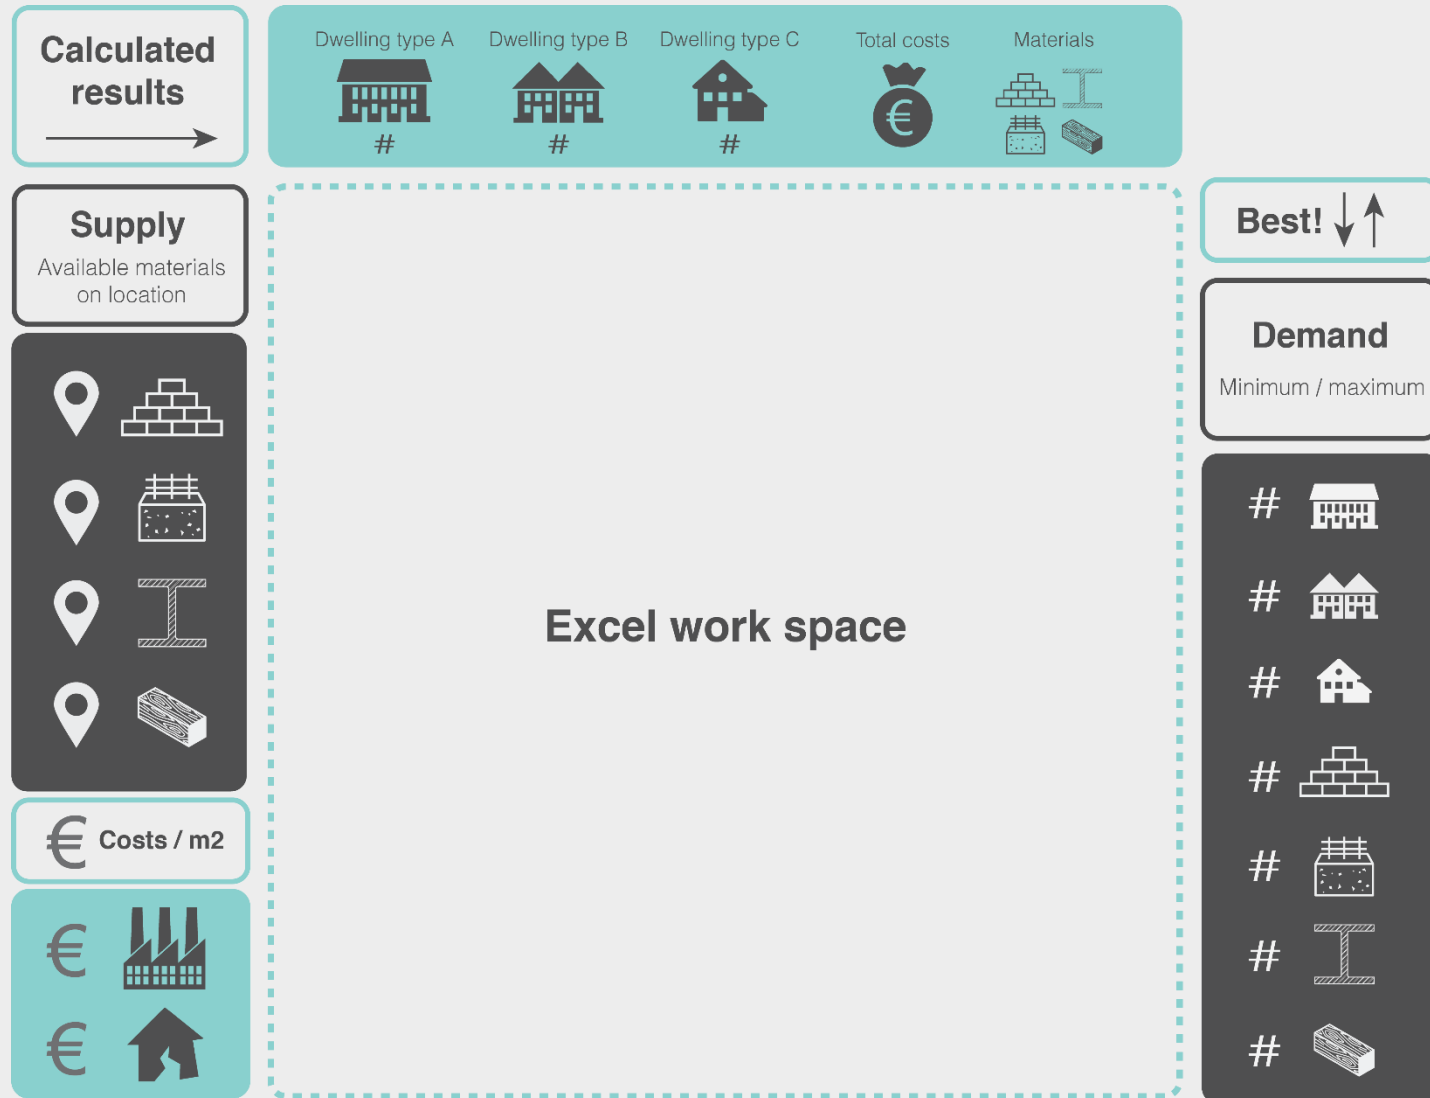 Calculated
results
Dwelling type A
#
Dwelling type B
#
Dwelling type C
#
Total costs
€
Materials
Supply
Available materials
on location
€ Costs / m2
€
€
Excel work space
Best!
Demand
Minimum / maximum
#
#
#
#
#
#
#